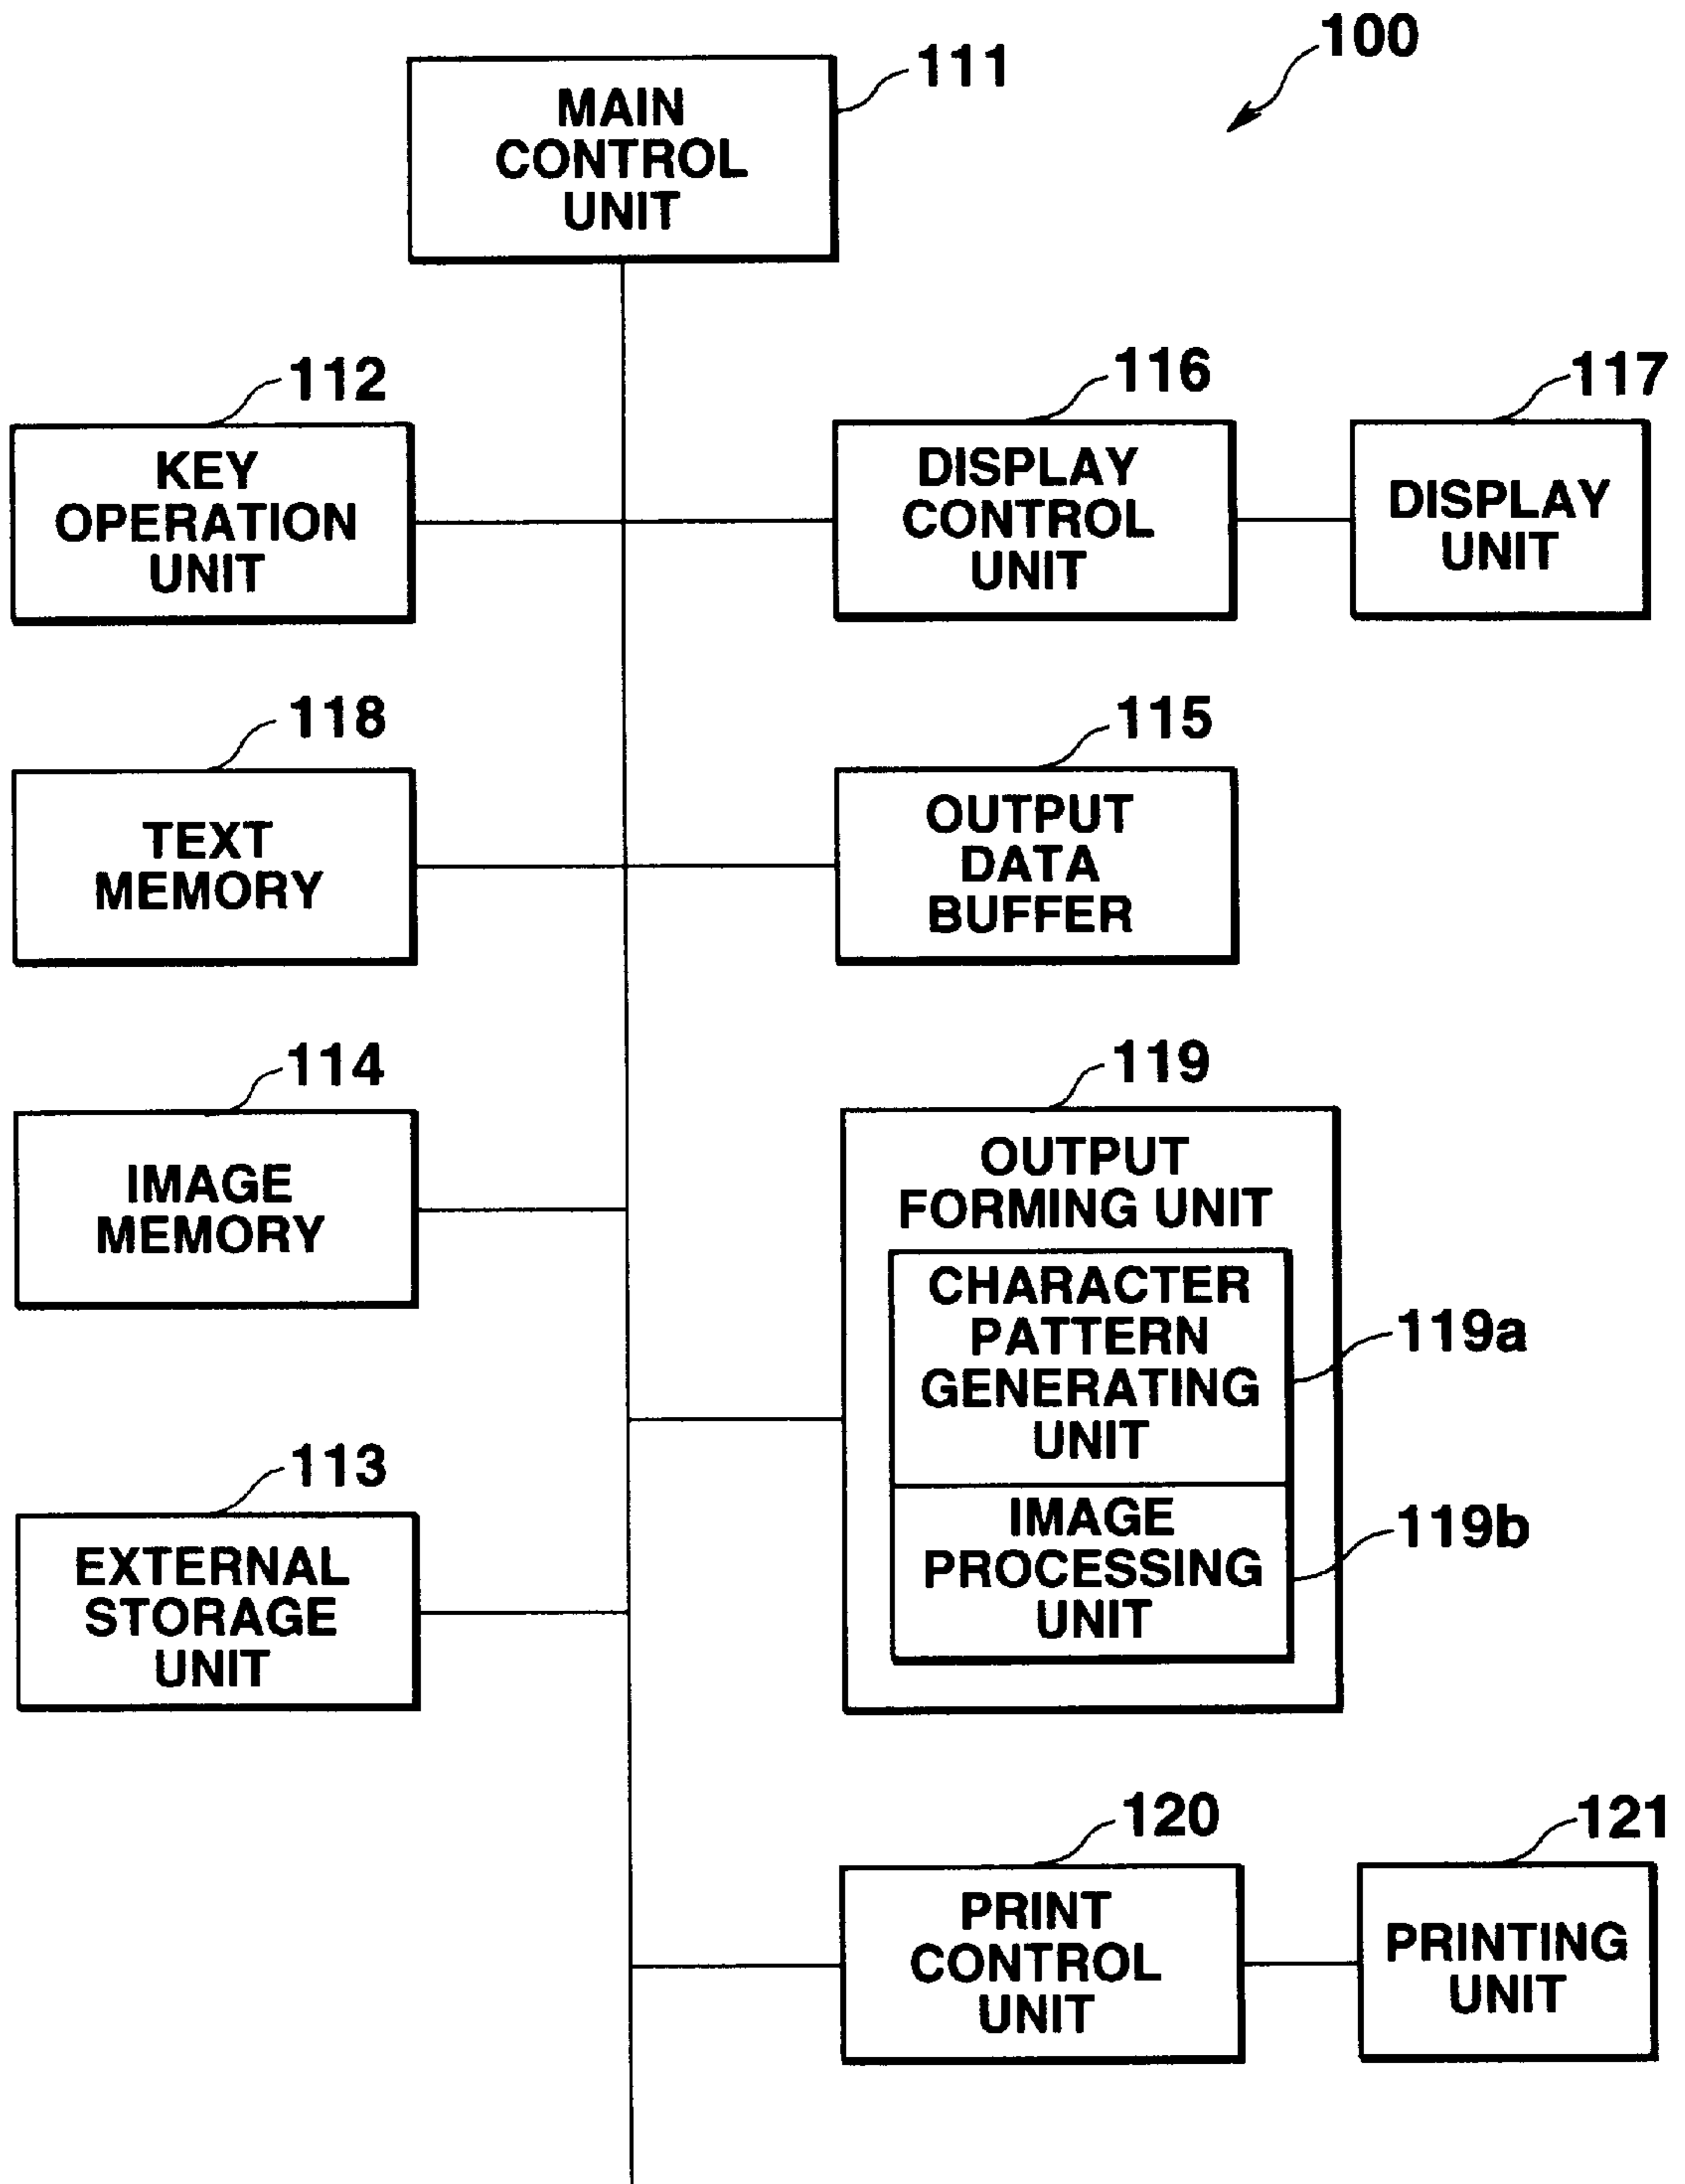 100
111
MAIN
CONTROL
UNIT
112
KEY
OPERATION
UNIT
116
DISPLAY
CONTROL
UNIT
117
DISPLAY
UNIT
118
TEXT
MEMORY
115
OUTPUT
DATA
BUFFER
114
IMAGE
MEMORY
119
OUTPUT
FORMING UNIT
CHARACTER
PATTERN
GENERATING
UNIT
119a
IMAGE
PROCESSING
UNIT
119b
113
EXTERNAL
STORAGE
UNIT
120
PRINT
CONTROL
UNIT
121
PRINTING
UNIT